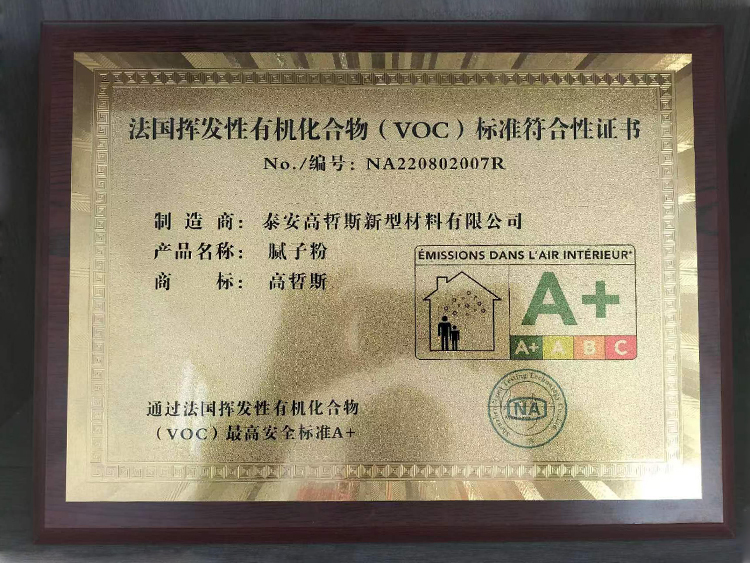 法国挥发性有机化合物（VOC）标准符合性证书
No./编号: NA220802007R
制 造 商: 泰安高哲斯新型材料有限公司
产品名称: 腻子粉
商 标: 高哲斯
ÉMISSIONS DANS L'AIR INTÉRIEUR*
A+
A+ A B C
NA
通过法国挥发性有机化合物
（VOC）最高安全标准A+